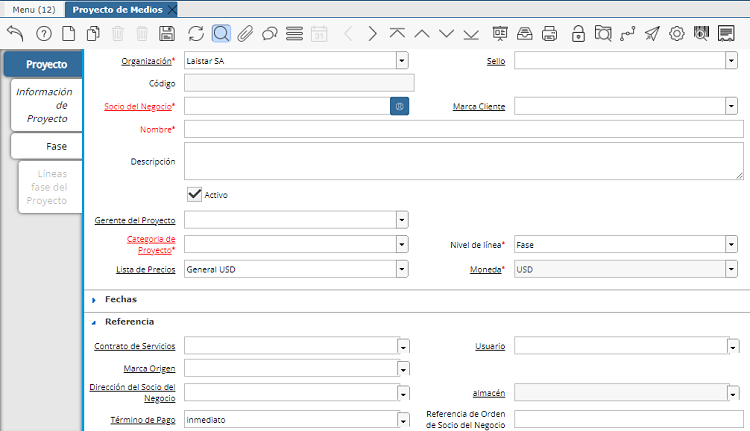 Menu (12)
Proyecto de Medios
Proyecto
Información
de
Proyecto
Fase
Líneas
fase del
Proyecto
Organización* Laistar SA Sello
Código
Socio del Negocio* Marca Cliente
Nombre*
Descripción
Activo
Gerente del Proyecto
Categoria de
Proyecto* Nivel de línea* Fase
Lista de Precios General USD Moneda* USD
Fechas
Referencia
Contrato de Servicios Usuario
Marca Origen
Dirección del Socio del
Negocio almacén
Término de Pago inmediato Referencia de Orden
de Socio del Negocio